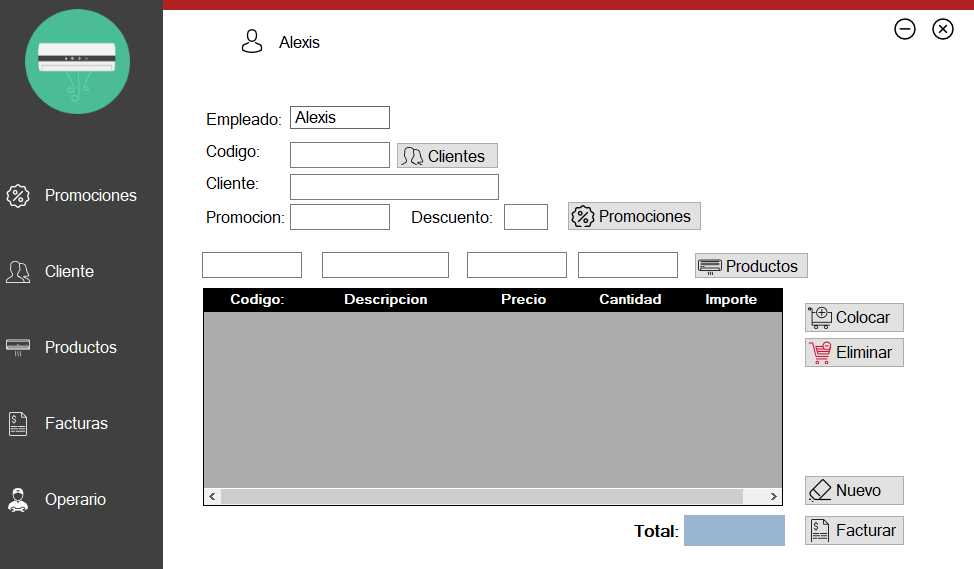 Alexis
Promociones
Cliente
Productos
Facturas
Operario
Empleado: Alexis
Codigo: Clientes
Cliente:
Promocion: Descuento: Promociones
Productos
Codigo: Descripcion Precio Cantidad Importe
Colocar
Eliminar
Nuevo
Total: Facturar